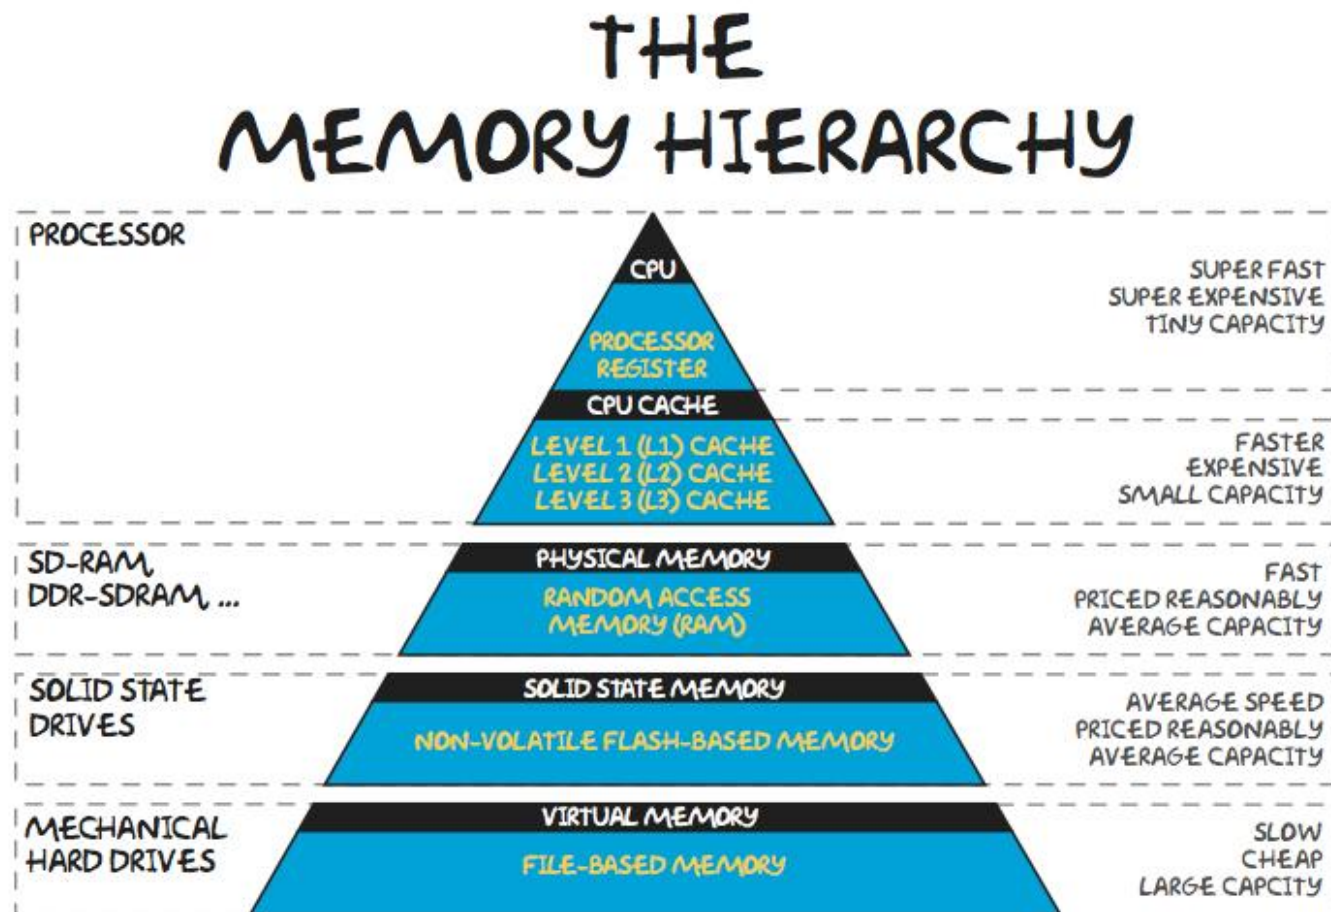 THE
MEMORY HIERARCHY
PROCESSOR
CPU
SUPER FAST
SUPER EXPENSIVE
TINY CAPACITY
PROCESSOR
REGISTER
CPU CACHE
LEVEL 1 (L1) CACHE
LEVEL 2 (L2) CACHE
LEVEL 3 (L3) CACHE
FASTER
EXPENSIVE
SMALL CAPACITY
SD-RAM,
DDR-SDRAM, ...
PHYSICAL MEMORY
RANDOM ACCESS
MEMORY (RAM)
FAST
PRICED REASONABLY
AVERAGE CAPACITY
SOLID STATE
DRIVES
SOLID STATE MEMORY
NON-VOLATILE FLASH-BASED MEMORY
AVERAGE SPEED
PRICED REASONABLY
AVERAGE CAPACITY
MECHANICAL
HARD DRIVES
VIRTUAL MEMORY
FILE-BASED MEMORY
SLOW
CHEAP
LARGE CAPCITY